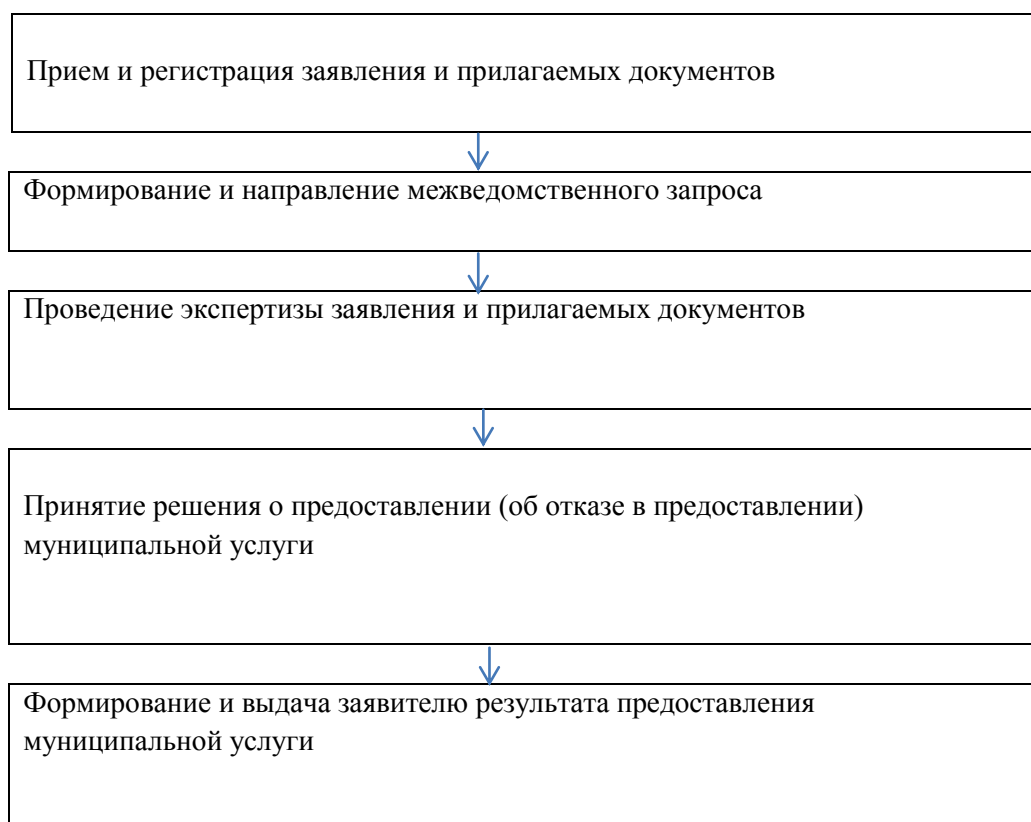 Прием и регистрация заявления и прилагаемых документов
Формирование и направление межведомственного запроса
Проведение экспертизы заявления и прилагаемых документов
Принятие решения о предоставлении (об отказе в предоставлении)
муниципальной услуги
Формирование и выдача заявителю результата предоставления
муниципальной услуги